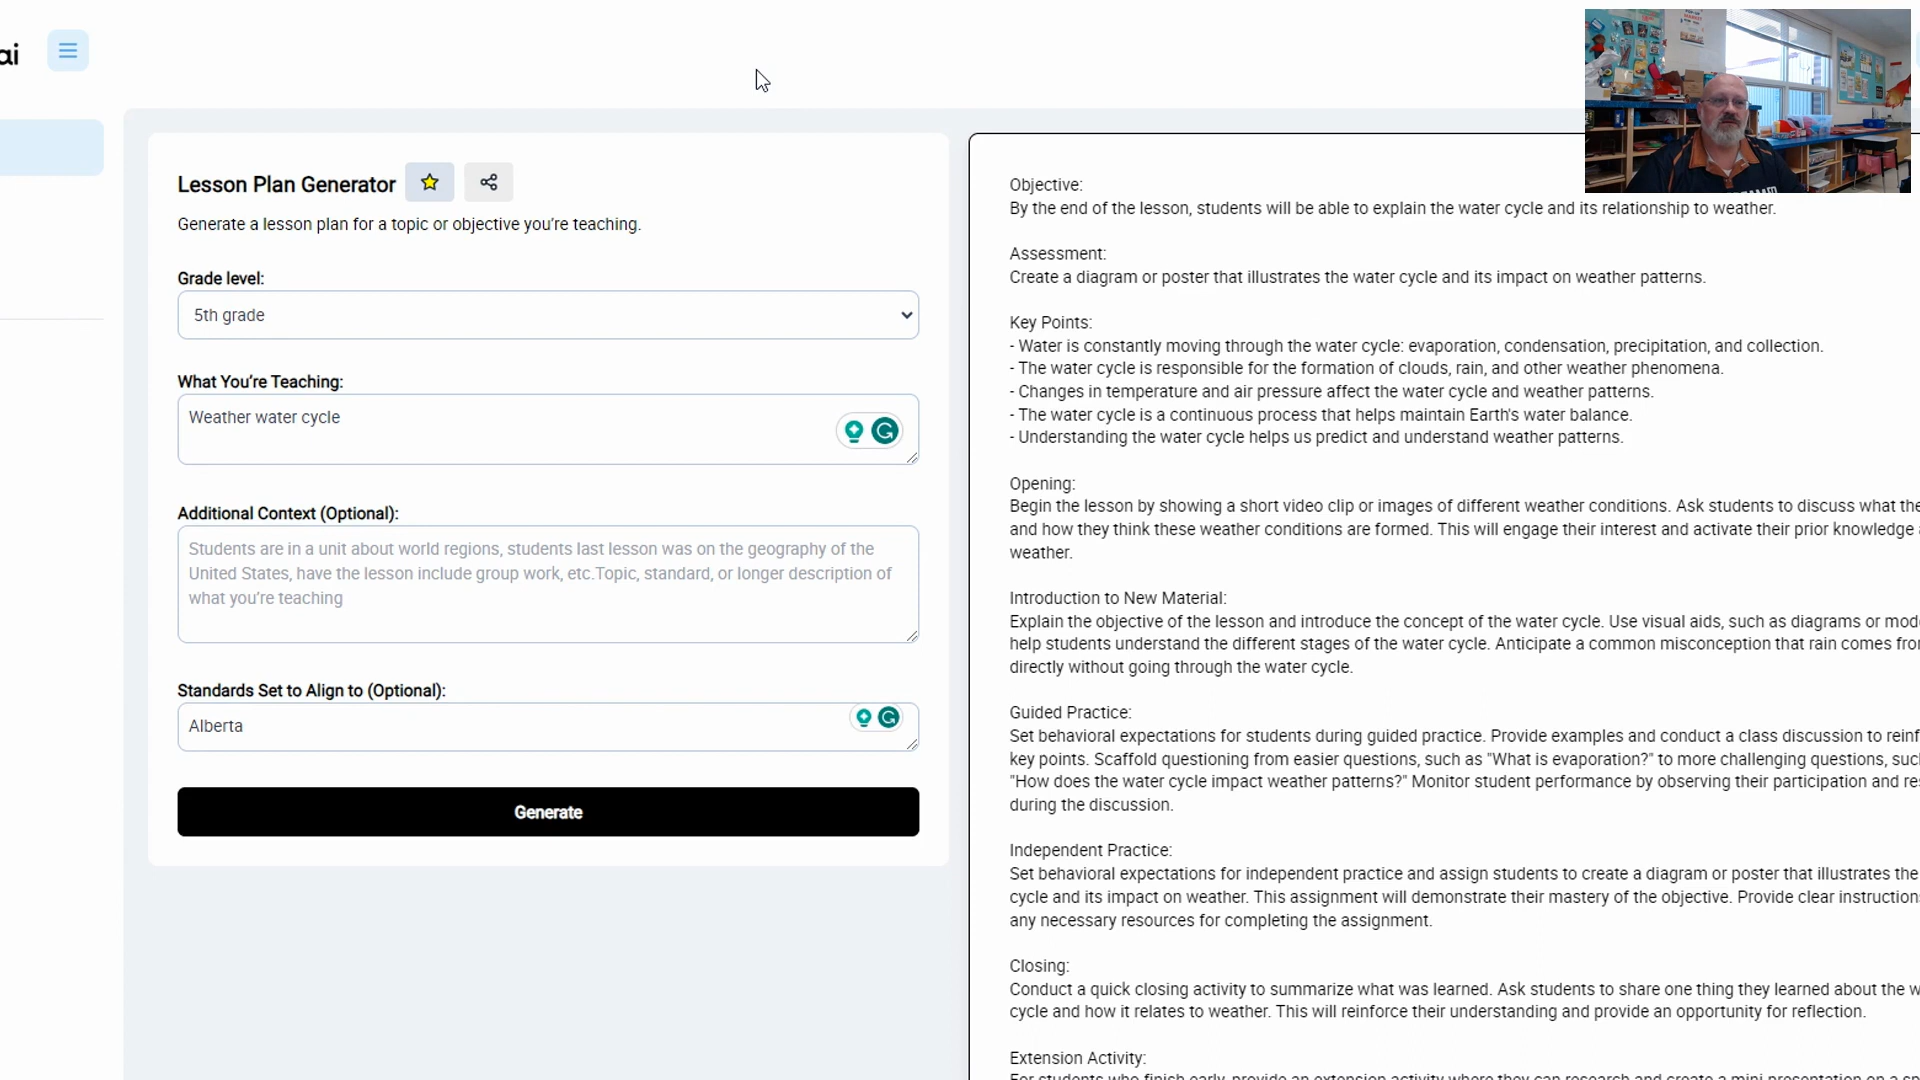 ai
Lesson Plan Generator
Generate a lesson plan for a topic or objective you're teaching.
Grade level:
5th grade
What You're Teaching:
Weather water cycle
Additional Context (Optional):
Students are in a unit about world regions, students last lesson was on the geography of the
United States, have the lesson include group work, etc.Topic, standard, or longer description of
what you're teaching
Standards Set to Align to (Optional):
Alberta
Generate
Objective:
By the end of the lesson, students will be able to explain the water cycle and its relationship to weather.
Assessment:
Create a diagram or poster that illustrates the water cycle and its impact on weather patterns.
Key Points:
- Water is constantly moving through the water cycle: evaporation, condensation, precipitation, and collection.
- The water cycle is responsible for the formation of clouds, rain, and other weather phenomena.
- Changes in temperature and air pressure affect the water cycle and weather patterns.
- The water cycle is a continuous process that helps maintain Earth's water balance.
- Understanding the water cycle helps us predict and understand weather patterns.
Opening:
Begin the lesson by showing a short video clip or images of different weather conditions. Ask students to discuss what
and how they think these weather conditions are formed. This will engage their interest and activate their prior knowledge
weather.
Introduction to New Material:
Explain the objective of the lesson and introduce the concept of the water cycle. Use visual aids, such as diagrams or
help students understand the different stages of the water cycle. Anticipate a common misconception that rain comes
directly without going through the water cycle.
Guided Practice:
Set behavioral expectations for students during guided practice. Provide examples and conduct a class discussion to
key points. Scaffold questioning from easier questions, such as "What is evaporation?" to more challenging questions,
"How does the water cycle impact weather patterns?" Monitor student performance by observing their participation and
during the discussion.
Independent Practice:
Set behavioral expectations for independent practice and assign students to create a diagram or poster that illustrates the
cycle and its impact on weather. This assignment will demonstrate their mastery of the objective. Provide clear
any necessary resources for completing the assignment.
Closing:
Conduct a quick closing activity to summarize what was learned. Ask students to share one thing they learned about the
cycle and how it relates to weather. This will reinforce their understanding and provide an opportunity for reflection.
Extension Activity:
For students who finish early, provide an extension activity where they can research and create a mini presentation on a